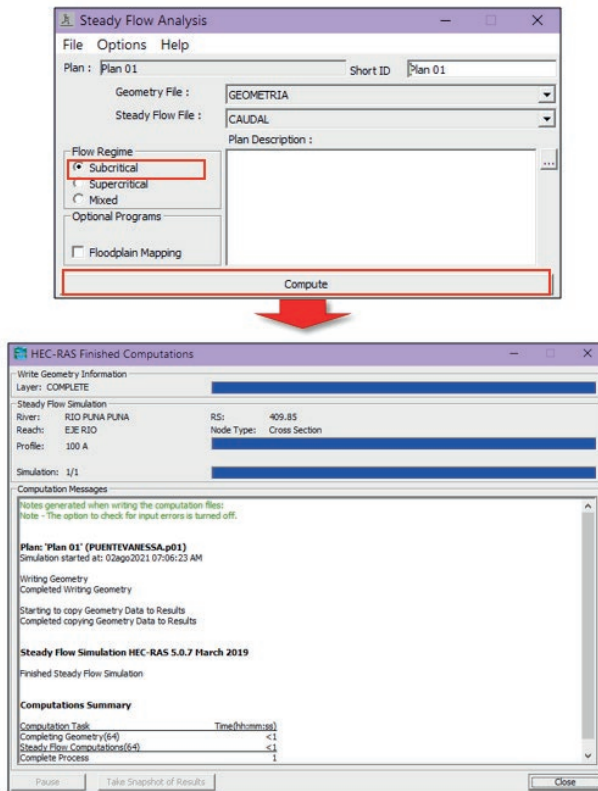 Steady Flow Analysis
File Options Help
Plan : Plan 01 Short ID Plan 01
Geometry File : GEOMETRIA
Steady Flow File : CAUDAL
Plan Description :
Flow Regime
Subcritical
Supercritical
Mixed
Optional Programs
Floodplain Mapping
...
Compute
HEC-RAS Finished Computations
Write Geometry Information
Layer: COMPLETE
Steady Flow Simulation
River: RIO PUNA PUNA RS: 409.85
Reach: EJE RIO Node Type: Cross Section
Profile: 100 A
Simulation: 1/1
Computation Messages
Notes generated when writing the computation files:
Note - The option to check for input errors is turned off.
Plan: 'Plan 01' (PUENTEVANESSA.p01)
Simulation started at: 02ago2021 07:06:23 AM
Writing Geometry
Completed Writing Geometry
Starting to copy Geometry Data to Results
Completed copying Geometry Data to Results
Steady Flow Simulation HEC-RAS 5.0.7 March 2019
Finished Steady Flow Simulation
Computations Summary
Computation Task Time(hh:mm:ss)
Completing Geometry(64) <1
Steady Flow Computations(64) <1
Complete Process 1
Pause Take Snapshot of Results Close